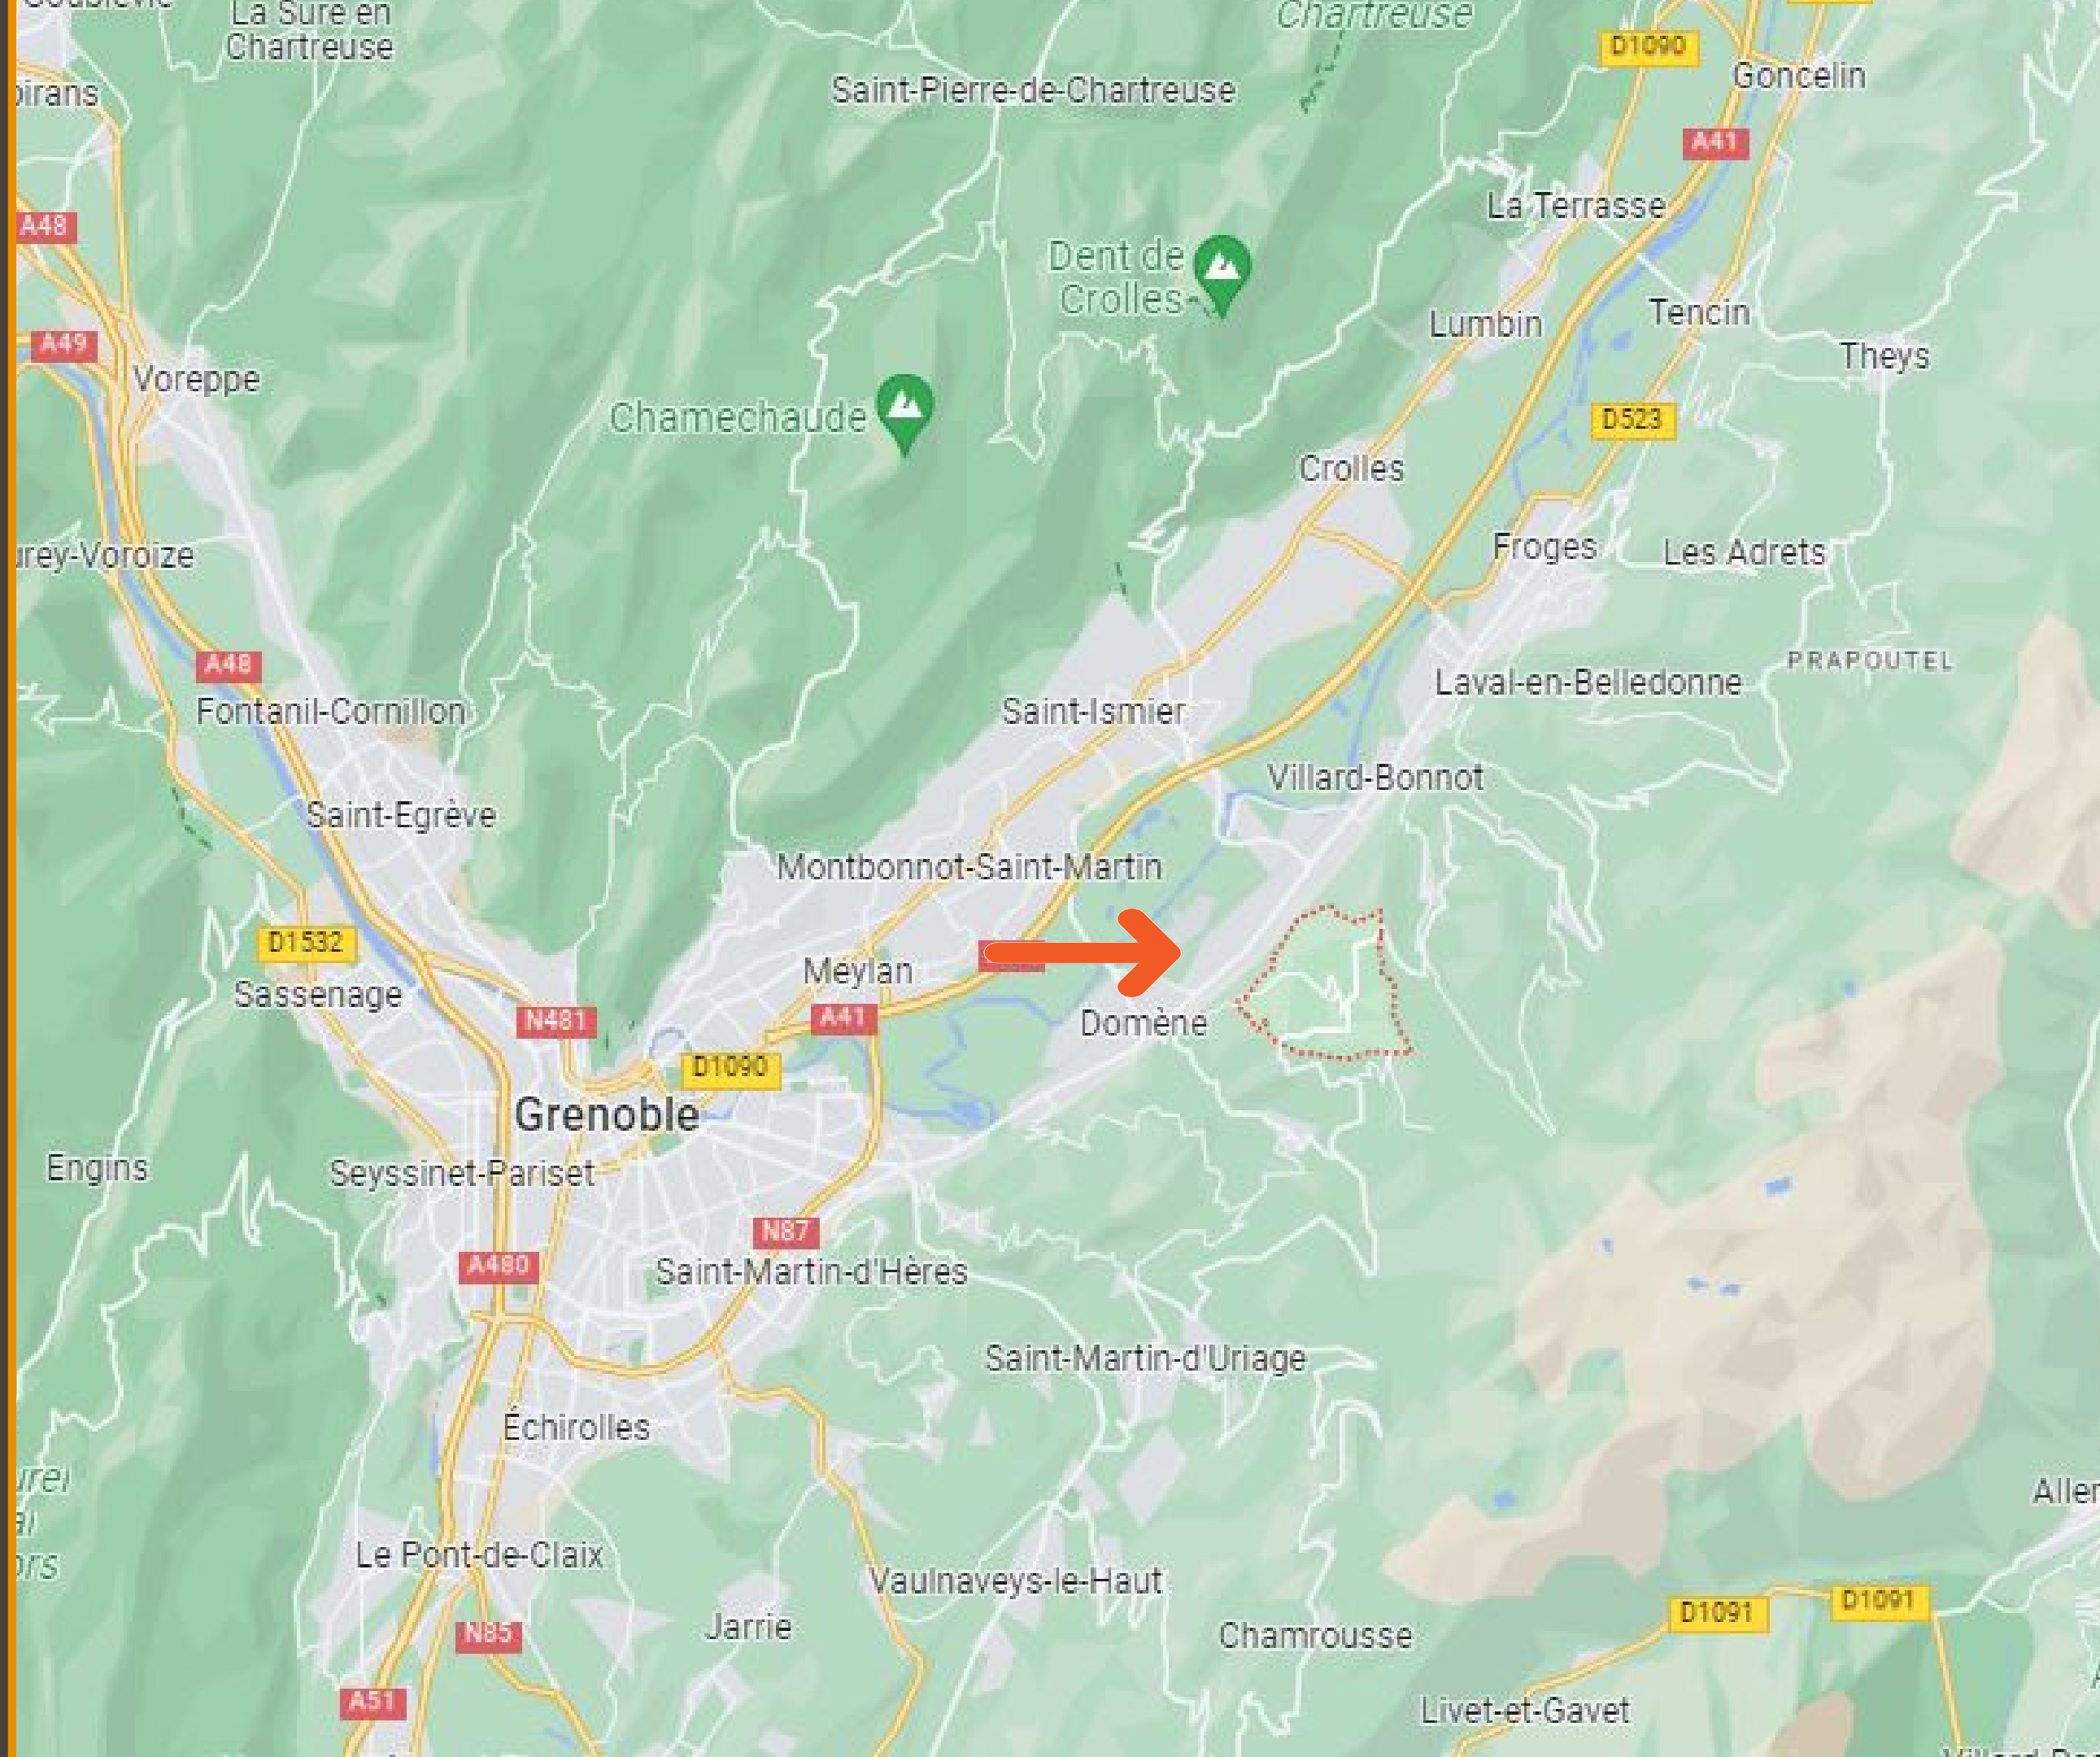 La Sure en
Chartreuse
Chartreuse
D1090
Goncelin
Saint-Pierre-de-Chartreuse
A41
La Terrasse
A48
Dent de
Crolles
Lumbin
Tencin
A49
Theys
Voreppe
Chamechaude
D523
Crolles
Froges
Les Adrets
A48
PRAPOUTEL
Laval-en-Belledonne
Fontanil-Cornillon
Saint-Ismier
Villard-Bonnot
Saint-Egrève
Montbonnot-Saint-Martin
D1532
Meylan
Sassenage
N481
A41
Domène
D1090
Grenoble
Engins
Seyssinet-Pariset
N87
A480
Saint-Martin-d'Hères
Saint-Martin-d'Uriage
Échirolles
Le Pont-de-Claix
Vaulnaveys-le-Haut
D1091
D1091
Jarrie
N85
Chamrousse
A51
Livet-et-Gavet